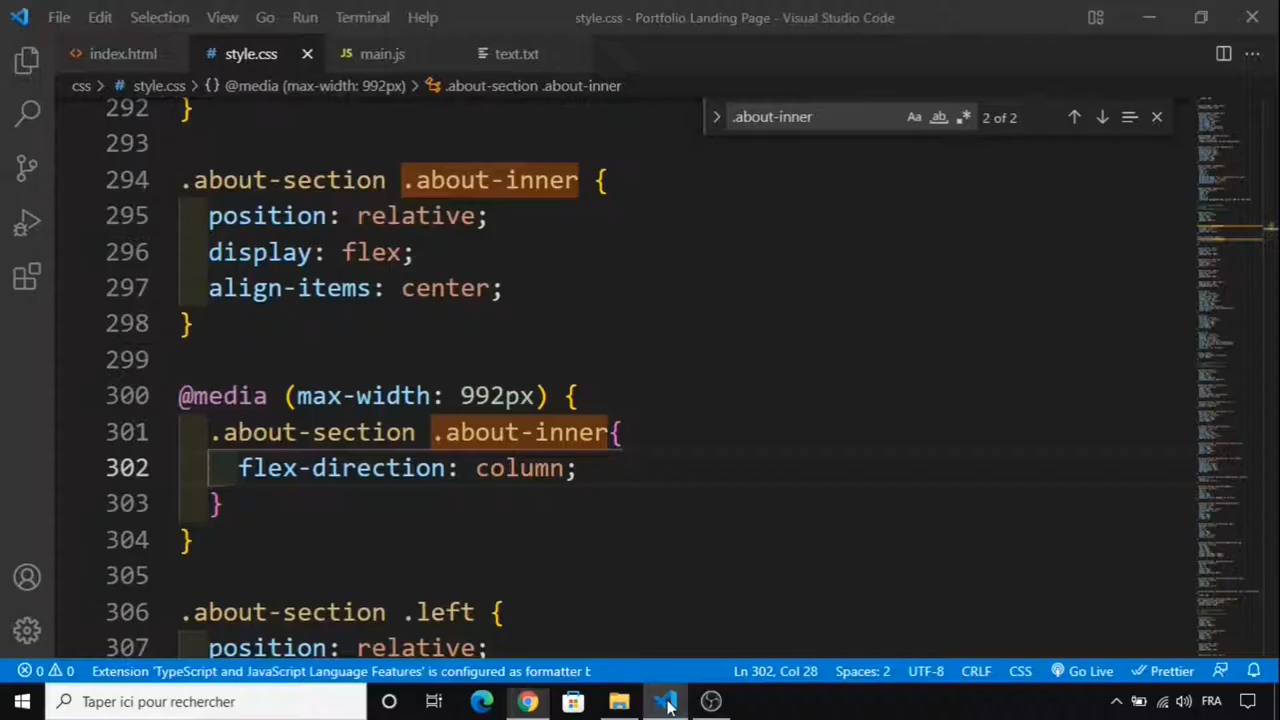 File Edit Selection View Go Run Terminal Help style.css - Portfolio Landing Page - Visual Studio Code
<> index.html # style.css × JS main.js text.txt ···
css > # style.css > {} @media (max-width: 992px) > .about-section .about-inner
> .about-inner Aa ab .* 2 of 2
292 }
293
294 .about-section .about-inner {
295 position: relative;
296 display: flex;
297 align-items: center;
298 }
299
300 @media (max-width: 992px) {
301 .about-section .about-inner{
302 flex-direction: column;
303 }
304 }
305
306 .about-section .left {
307 position: relative;
0 0 Extension 'TypeScript and JavaScript Language Features' is configured as formatter b Ln 302, Col 28 Spaces: 2 UTF-8 CRLF CSS Go Live Prettier
Taper ici pour rechercher FRA